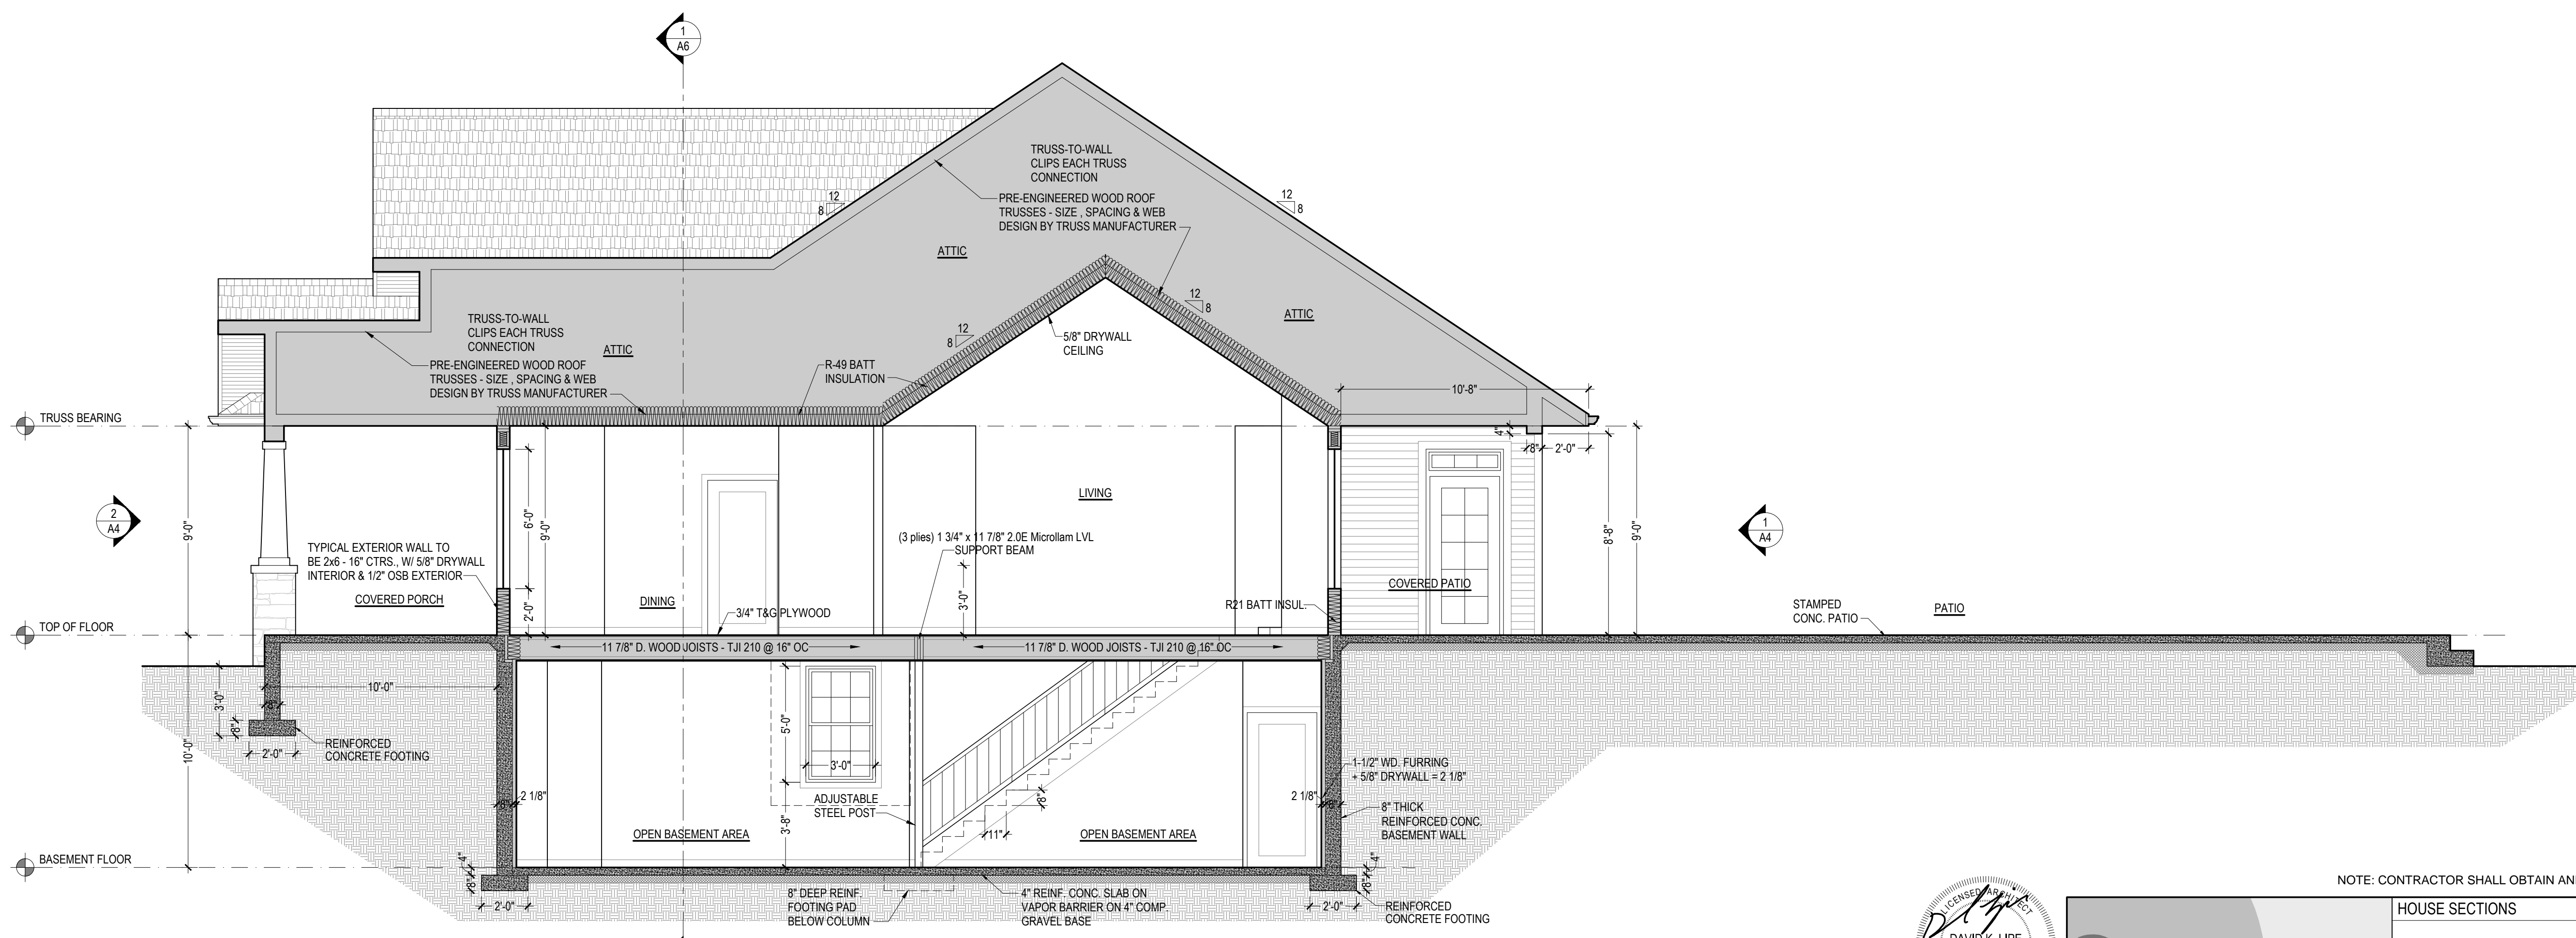 1
A6
TRUSS-TO-WALL
CLIPS EACH TRUSS
CONNECTION
PRE-ENGINEERED WOOD ROOF
TRUSSES - SIZE , SPACING & WEB
DESIGN BY TRUSS MANUFACTURER
12
8
12
8
ATTIC
12
8
12
8
ATTIC
5/8" DRYWALL
CEILING
TRUSS-TO-WALL
CLIPS EACH TRUSS
CONNECTION
ATTIC
PRE-ENGINEERED WOOD ROOF
TRUSSES - SIZE , SPACING & WEB
DESIGN BY TRUSS MANUFACTURER
R-49 BATT
INSULATION
10'-8"
TRUSS BEARING
4"
8"
2'-0"
2
A4
9'-0"
6'-0"
9'-0"
LIVING
8'-8"
9'-0"
1
A4
TYPICAL EXTERIOR WALL TO
BE 2x6 - 16" CTRS., W/ 5/8" DRYWALL
INTERIOR & 1/2" OSB EXTERIOR
COVERED PORCH
(3 plies) 1 3/4" x 11 7/8" 2.0E Microllam LVL
SUPPORT BEAM
2'-0"
DINING
3/4" T&G PLYWOOD
3'-0"
R21 BATT INSUL.
COVERED PATIO
STAMPED
CONC. PATIO
PATIO
TOP OF FLOOR
11 7/8" D. WOOD JOISTS - TJI 210 @ 16" OC
11 7/8" D. WOOD JOISTS - TJI 210 @ 16" OC
10'-0"
3'-0"
8"
8"
2'-0"
REINFORCED
CONCRETE FOOTING
10'-0"
5'-0"
3'-0"
8"
2 1/8"
ADJUSTABLE
STEEL POST
3'-8"
8"
11"
2 1/8"
8"
1-1/2" WD. FURRING
+ 5/8" DRYWALL = 2 1/8"
8" THICK
REINFORCED CONC.
BASEMENT WALL
OPEN BASEMENT AREA
OPEN BASEMENT AREA
BASEMENT FLOOR
4"
8"
2'-0"
8" DEEP REINF.
FOOTING PAD
BELOW COLUMN
4" REINF. CONC. SLAB ON
VAPOR BARRIER ON 4" COMP.
GRAVEL BASE
4"
8"
2'-0"
REINFORCED
CONCRETE FOOTING
NOTE: CONTRACTOR SHALL OBTAIN AN
LICENSED ARCHITECT
HOUSE SECTIONS